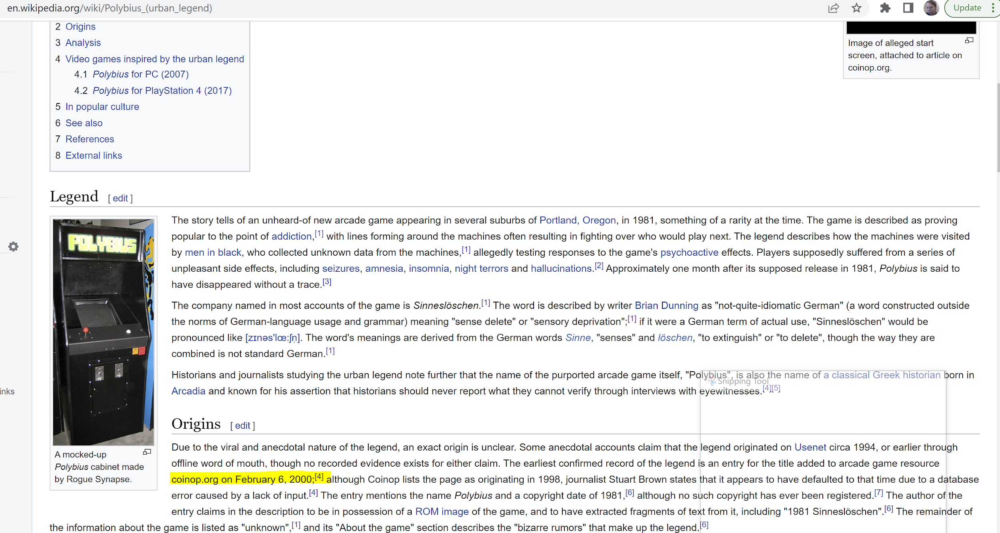 en.wikipedia.org/wiki/Polybius_(urban_legend)
Update
2 Origins
3 Analysis
4 Video games inspired by the urban legend
4.1 Polybius for PC (2007)
4.2 Polybius for PlayStation 4 (2017)
5 In popular culture
6 See also
7 References
8 External links
Image of alleged start
screen, attached to article on
coinop.org.
Legend [ edit ]
POLYBIUS
The story tells of an unheard-of new arcade game appearing in several suburbs of Portland, Oregon, in 1981, something of a rarity at the time. The game is described as proving
popular to the point of addiction,[1] with lines forming around the machines often resulting in fighting over who would play next. The legend describes how the machines were visited
by men in black, who collected unknown data from the machines,[1] allegedly testing responses to the game's psychoactive effects. Players supposedly suffered from a series of
unpleasant side effects, including seizures, amnesia, insomnia, night terrors and hallucinations.[2] Approximately one month after its supposed release in 1981, Polybius is said to
have disappeared without a trace.[3]
The company named in most accounts of the game is Sinneslöschen.[1] The word is described by writer Brian Dunning as "not-quite-idiomatic German" (a word constructed outside
the norms of German-language usage and grammar) meaning "sense delete" or "sensory deprivation";[1] if it were a German term of actual use, "Sinneslöschen" would be
pronounced like [zɪnəsˈlœːʃn̩]. The word's meanings are derived from the German words Sinne, "senses" and löschen, "to extinguish" or "to delete", though the way they are
combined is not standard German.[1]
Historians and journalists studying the urban legend note further that the name of the purported arcade game itself, "Polybius", is also the name of a classical Greek historian born in
Snipping Tool
Arcadia and known for his assertion that historians should never report what they cannot verify through interviews with eyewitnesses.[4][5]
inks
Origins [ edit ]
Due to the viral and anecdotal nature of the legend, an exact origin is unclear. Some anecdotal accounts claim that the legend originated on Usenet circa 1994, or earlier through
offline word of mouth, though no recorded evidence exists for either claim. The earliest confirmed record of the legend is an entry for the title added to arcade game resource
coinop.org on February 6, 2000;[4] although Coinop lists the page as originating in 1998, journalist Stuart Brown states that it appears to have defaulted to that time due to a database
error caused by a lack of input.[4] The entry mentions the name Polybius and a copyright date of 1981,[6] although no such copyright has ever been registered.[7] The author of the
entry claims in the description to be in possession of a ROM image of the game, and to have extracted fragments of text from it, including "1981 Sinneslöschen".[6] The remainder of
the information about the game is listed as "unknown",[1] and its "About the game" section describes the "bizarre rumors" that make up the legend.[6]
A mocked-up
Polybius cabinet made
by Rogue Synapse.